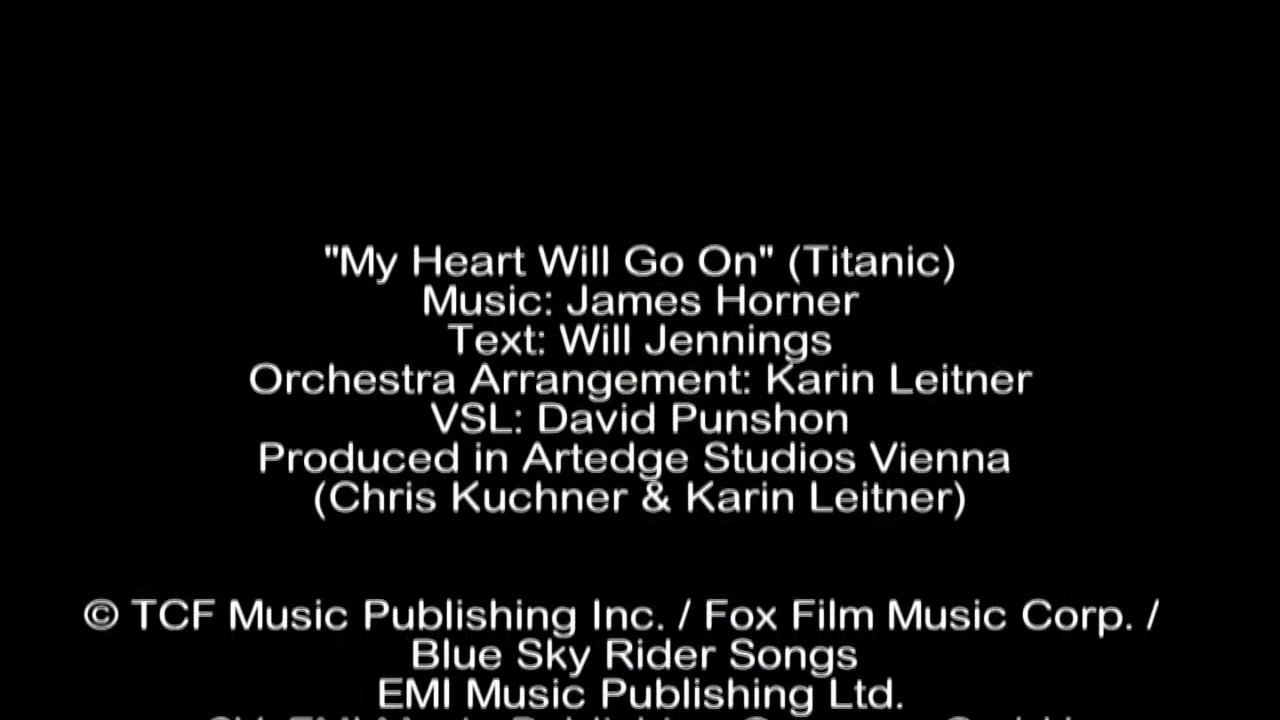 "My Heart Will Go On" (Titanic)
Music: James Horner
Text: Will Jennings
Orchestra Arrangement: Karin Leitner
VSL: David Punshon
Produced in Artedge Studios Vienna
(Chris Kuchner & Karin Leitner)
© TCF Music Publishing Inc. / Fox Film Music Corp. /
Blue Sky Rider Songs
EMI Music Publishing Ltd.